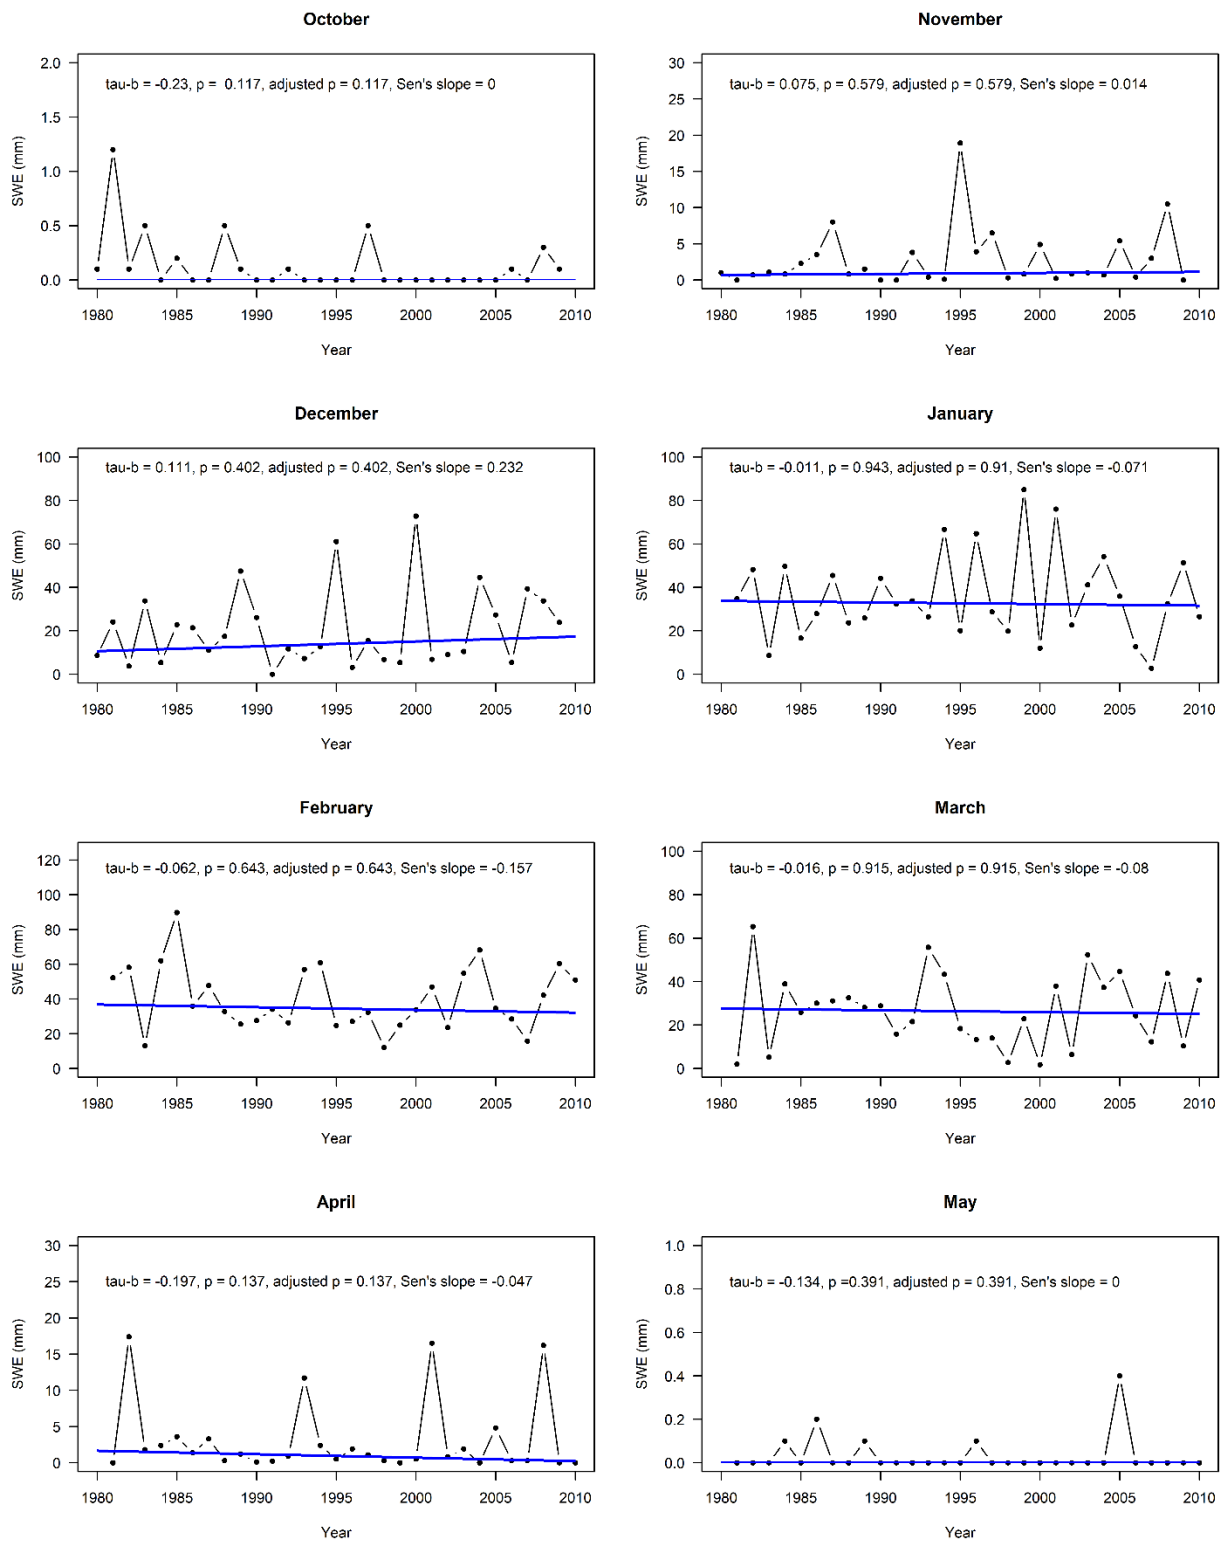 October
2.0
1.5
1.0
0.5
0.0
SWE (mm)
tau-b = -0.23, p =  0.117, adjusted p = 0.117, Sen's slope = 0
1980 1985 1990 1995 2000 2005 2010
Year
November
30
25
20
15
10
5
0
SWE (mm)
tau-b = 0.075, p = 0.579, adjusted p = 0.579, Sen's slope = 0.014
1980 1985 1990 1995 2000 2005 2010
Year
December
100
80
60
40
20
0
SWE (mm)
tau-b = 0.111, p = 0.402, adjusted p = 0.402, Sen's slope = 0.232
1980 1985 1990 1995 2000 2005 2010
Year
January
100
80
60
40
20
0
SWE (mm)
tau-b = -0.011, p = 0.943, adjusted p = 0.91, Sen's slope = -0.071
1980 1985 1990 1995 2000 2005 2010
Year
February
120
100
80
60
40
20
0
SWE (mm)
tau-b = -0.062, p = 0.643, adjusted p = 0.643, Sen's slope = -0.157
1980 1985 1990 1995 2000 2005 2010
Year
March
100
80
60
40
20
0
SWE (mm)
tau-b = -0.016, p = 0.915, adjusted p = 0.915, Sen's slope = -0.08
1980 1985 1990 1995 2000 2005 2010
Year
April
30
25
20
15
10
5
0
SWE (mm)
tau-b = -0.197, p = 0.137, adjusted p = 0.137, Sen's slope = -0.047
1980 1985 1990 1995 2000 2005 2010
Year
May
1.0
0.8
0.6
0.4
0.2
0.0
SWE (mm)
tau-b = -0.134, p =0.391, adjusted p = 0.391, Sen's slope = 0
1980 1985 1990 1995 2000 2005 2010
Year